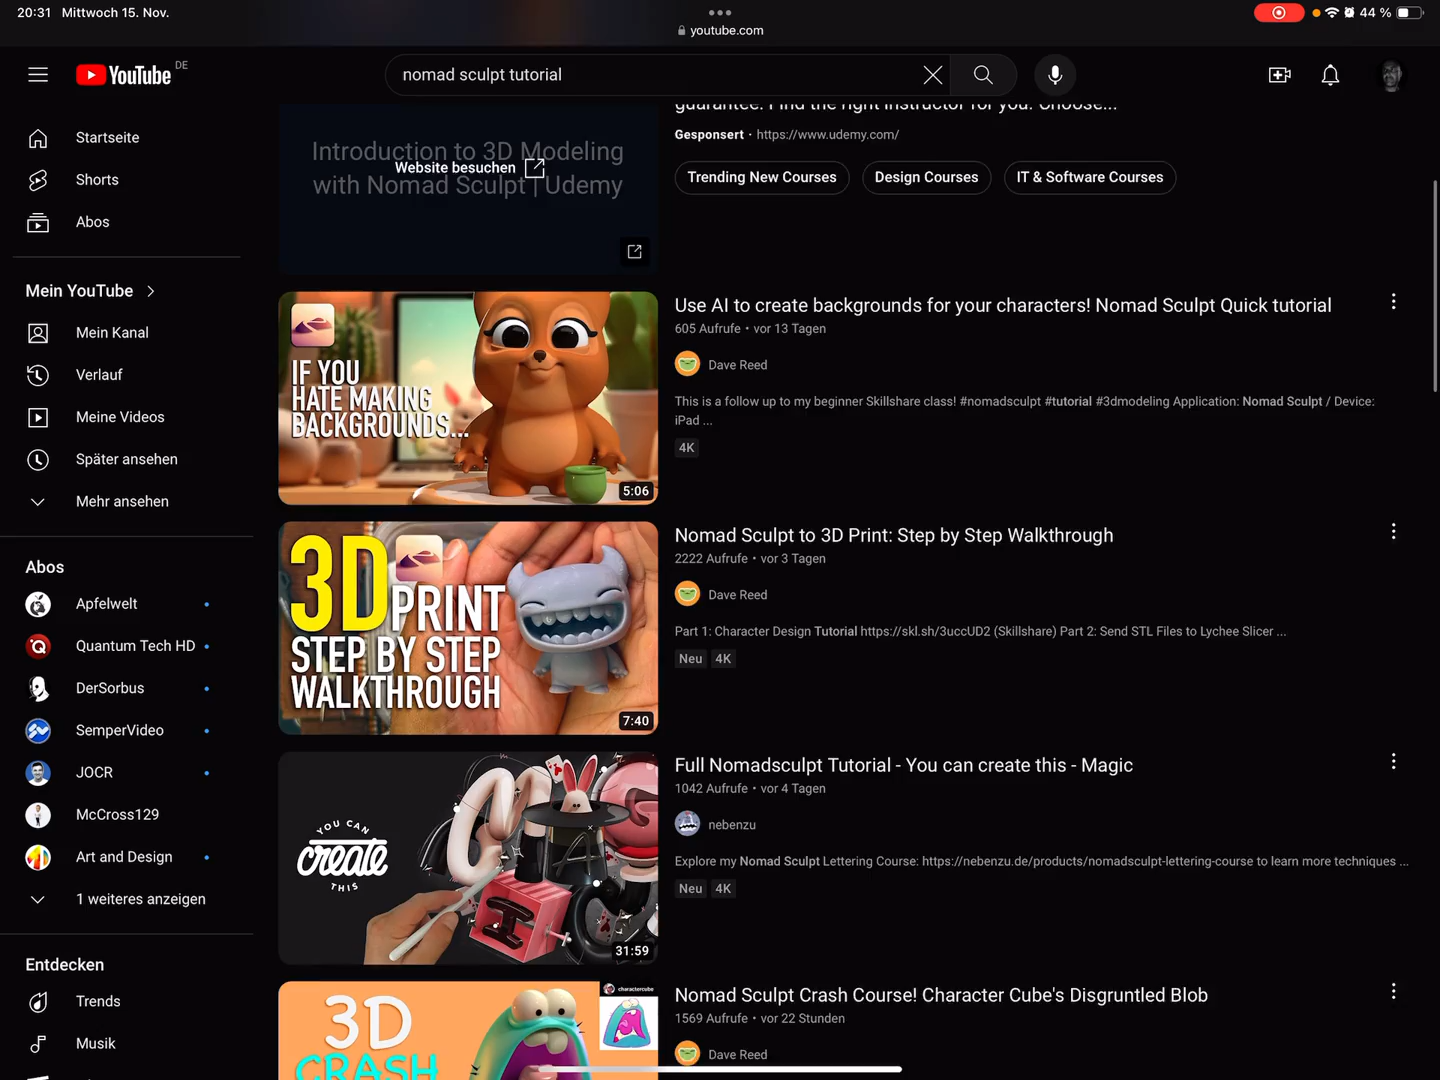 20:31 Mittwoch 15. Nov.
44 %
youtube.com
YouTube DE
nomad sculpt tutorial
Startseite
Shorts
Abos
Mein YouTube
Mein Kanal
Verlauf
Meine Videos
Später ansehen
Mehr ansehen
Abos
Apfelwelt
Quantum Tech HD
DerSorbus
SemperVideo
JOCR
McCross129
Art and Design
1 weiteres anzeigen
Entdecken
Trends
Musik
guarantee. Find the right instructor for you. Choose...
Introduction to 3D Modeling
with Nomad Sculpt | Udemy
Website besuchen
Gesponsert · https://www.udemy.com/
Trending New Courses
Design Courses
IT & Software Courses
IF YOU
HATE MAKING
BACKGROUNDS...
5:06
Use AI to create backgrounds for your characters! Nomad Sculpt Quick tutorial
605 Aufrufe · vor 13 Tagen
Dave Reed
This is a follow up to my beginner Skillshare class! #nomadsculpt #tutorial #3dmodeling Application: Nomad Sculpt / Device:
iPad ...
4K
3D PRINT
STEP BY STEP
WALKTHROUGH
7:40
Nomad Sculpt to 3D Print: Step by Step Walkthrough
2222 Aufrufe · vor 3 Tagen
Dave Reed
Part 1: Character Design Tutorial https://skl.sh/3uccUD2 (Skillshare) Part 2: Send STL Files to Lychee Slicer ...
Neu 4K
YOU CAN
create
THIS
31:59
Full Nomadsculpt Tutorial - You can create this - Magic
1042 Aufrufe · vor 4 Tagen
nebenzu
Explore my Nomad Sculpt Lettering Course: https://nebenzu.de/products/nomadsculpt-lettering-course to learn more techniques ...
Neu 4K
3D
CRASH
charactercube
Nomad Sculpt Crash Course! Character Cube's Disgruntled Blob
1569 Aufrufe · vor 22 Stunden
Dave Reed